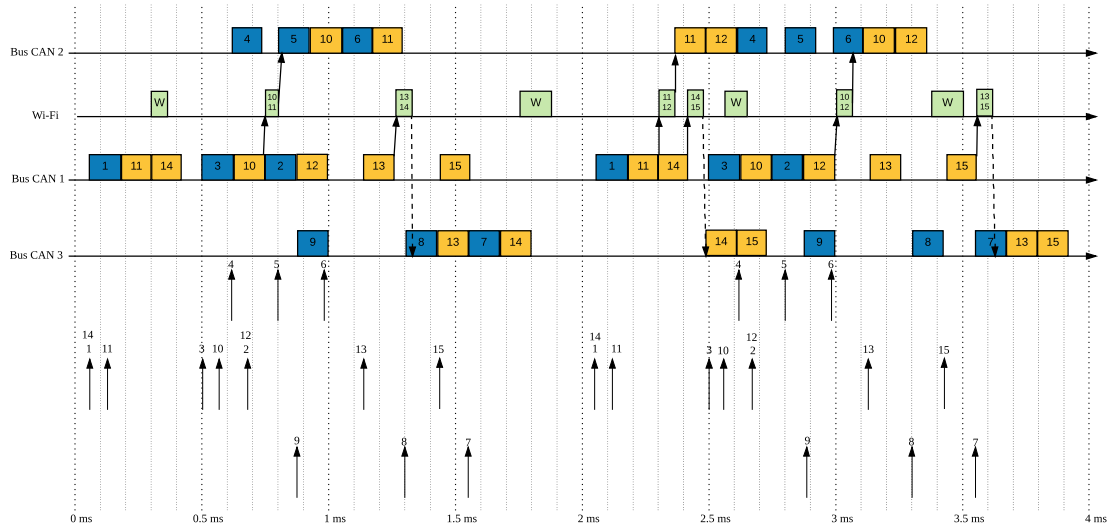 4 5 10 6 11 11 12 4 5 6 10 12
Bus CAN 2
W 10 13 W 11 14 W 10 W 13
11 14 12 15 12 15
Wi-Fi
1 11 14 3 10 2 12 13 15 1 11 14 3 10 2 12 13 15
Bus CAN 1
9 8 13 7 14 14 15 9 8 7 13 15
Bus CAN 3
4 5 6 4 5 6
14 12 14 12
1 11 3 10 2 13 15 1 11 3 10 2 13 15
9 8 7 9 8 7
0 ms 0.5 ms 1 ms 1.5 ms 2 ms 2.5 ms 3 ms 3.5 ms 4 ms